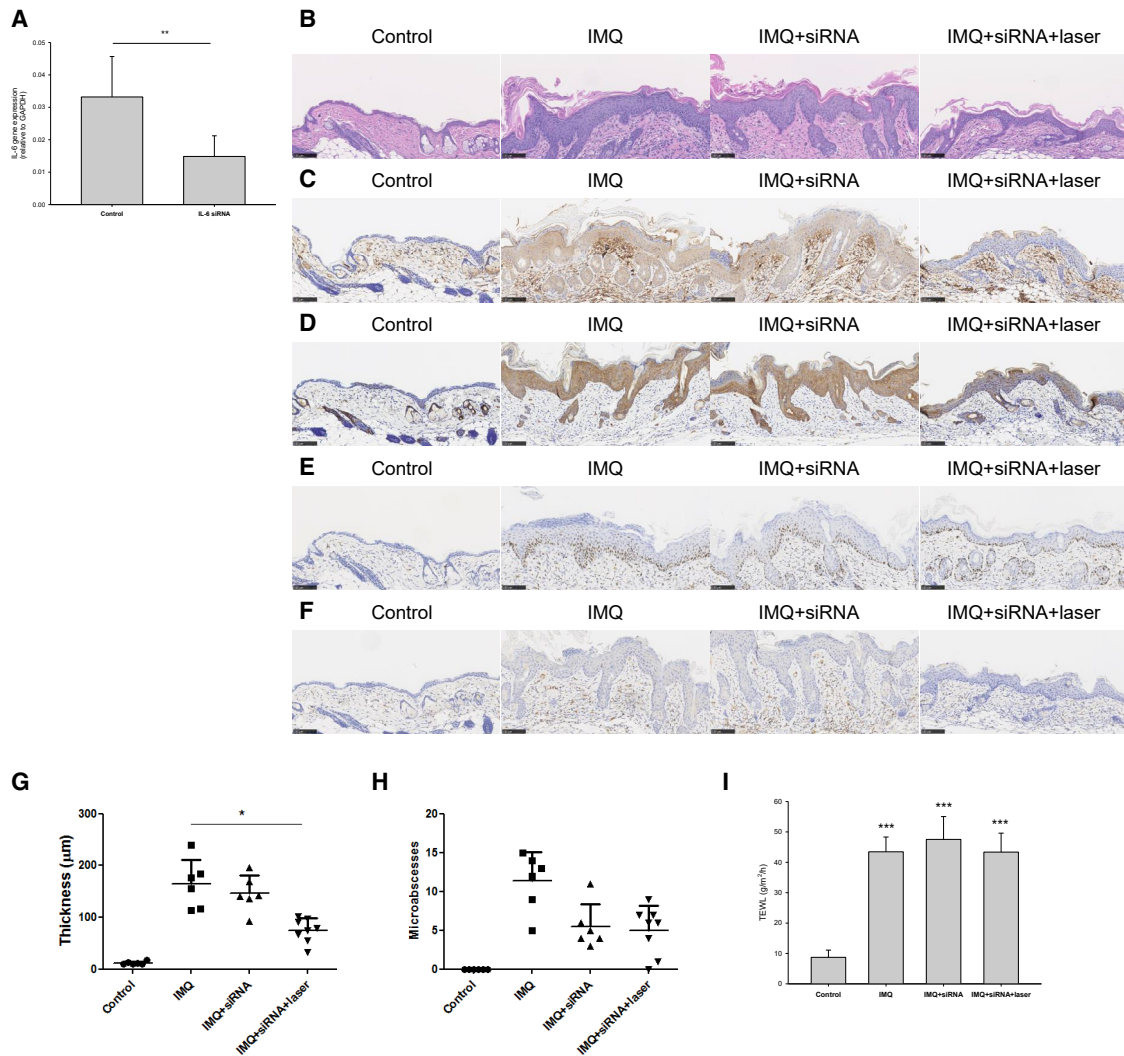 A
**
0.05
0.04
0.03
0.02
0.01
0.00
IL-6 gene expression
(relative to GAPDH)
Control
IL-6 siRNA
B
Control
IMQ
IMQ+siRNA
IMQ+siRNA+laser
C
Control
IMQ
IMQ+siRNA
IMQ+siRNA+laser
D
Control
IMQ
IMQ+siRNA
IMQ+siRNA+laser
E
Control
IMQ
IMQ+siRNA
IMQ+siRNA+laser
F
Control
IMQ
IMQ+siRNA
IMQ+siRNA+laser
G
*
300
200
100
0
Thickness (μm)
Control
IMQ
IMQ+siRNA
IMQ+siRNA+laser
H
20
15
10
5
0
Microabscesses
Control
IMQ
IMQ+siRNA
IMQ+siRNA+laser
I
60
50
40
30
20
10
0
TEWL (g/m²/h)
***
***
***
Control
IMQ
IMQ+siRNA
IMQ+siRNA+laser